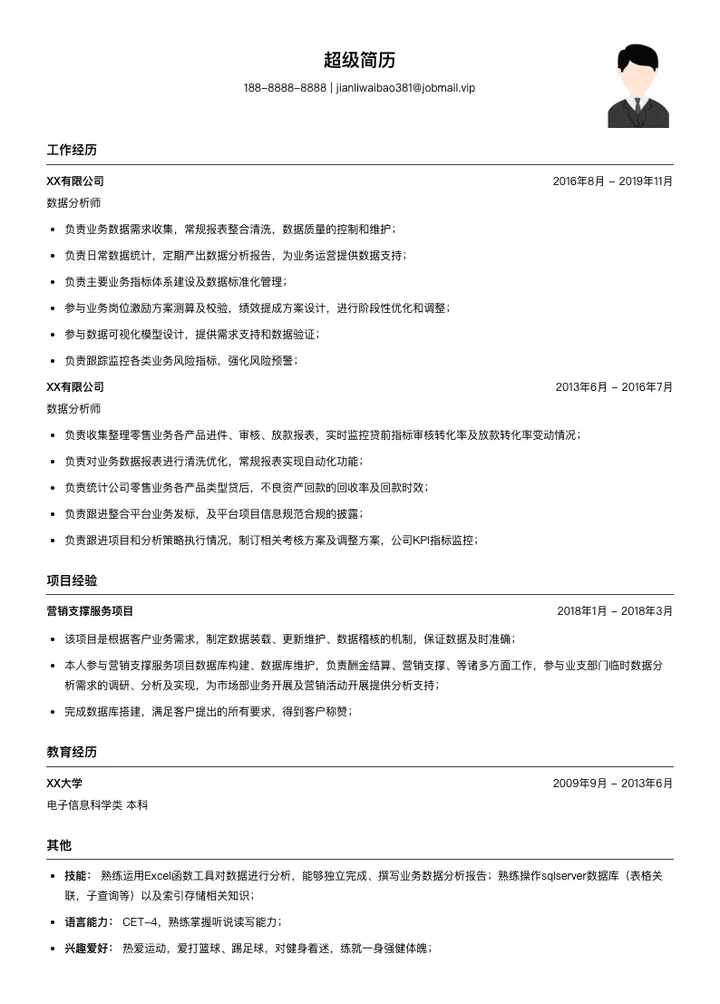 超级简历
188-8888-8888 | jianliwaibao381@jobmail.vip
工作经历
XX有限公司 2016年8月 – 2019年11月
数据分析师
• 负责业务数据需求收集，常规报表整合清洗，数据质量的控制和维护；
• 负责日常数据统计，定期产出数据分析报告，为业务运营提供数据支持；
• 负责主要业务指标体系建设及数据标准化管理；
• 参与业务岗位激励方案测算及校验，绩效提成方案设计，进行阶段性优化和调整；
• 参与数据可视化模型设计，提供需求支持和数据验证；
• 负责跟踪监控各类业务风险指标，强化风险预警；
XX有限公司 2013年6月 – 2016年7月
数据分析师
• 负责收集整理零售业务各产品进件、审核、放款报表，实时监控贷前指标审核转化率及放款转化率变动情况；
• 负责对业务数据报表进行清洗优化，常规报表实现自动化功能；
• 负责统计公司零售业务各产品类型贷后，不良资产回款的回收率及回款时效；
• 负责跟进整合平台业务发标，及平台项目信息规范合规的披露；
• 负责跟进项目和分析策略执行情况，制订相关考核方案及调整方案，公司KPI指标监控；
项目经验
营销支撑服务项目 2018年1月 – 2018年3月
• 该项目是根据客户业务需求，制定数据装载、更新维护、数据稽核的机制，保证数据及时准确；
• 本人参与营销支撑服务项目数据库构建、数据库维护，负责酬金结算、营销支撑、等诸多方面工作，参与业支部门临时数据分
析需求的调研、分析及实现，为市场部业务开展及营销活动开展提供分析支持；
• 完成数据库搭建，满足客户提出的所有要求，得到客户称赞；
教育经历
XX大学 2009年9月 – 2013年6月
电子信息科学类 本科
其他
• 技能： 熟练运用Excel函数工具对数据进行分析，能够独立完成、撰写业务数据分析报告；熟练操作sqlserver数据库（表格关
联，子查询等）以及索引存储相关知识；
• 语言能力： CET-4，熟练掌握听说读写能力；
• 兴趣爱好： 热爱运动，爱打篮球、踢足球，对健身着迷，练就一身强健体魄；